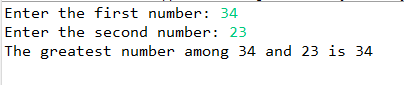 Enter the first number: 34
Enter the second number: 23
The greatest number among 34 and 23 is 34